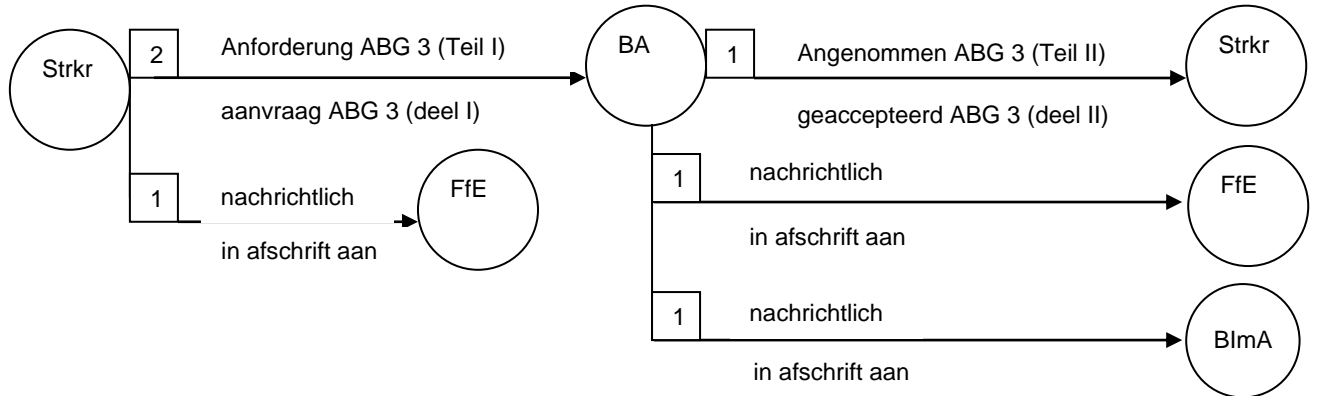 Strkr
2
Anforderung ABG 3 (Teil I)
aanvraag ABG 3 (deel I)
1
nachrichtlich
in afschrift aan
FfE
BA
1
Angenommen ABG 3 (Teil II)
geaccepteerd ABG 3 (deel II)
Strkr
1
nachrichtlich
in afschrift aan
FfE
1
nachrichtlich
in afschrift aan
BImA